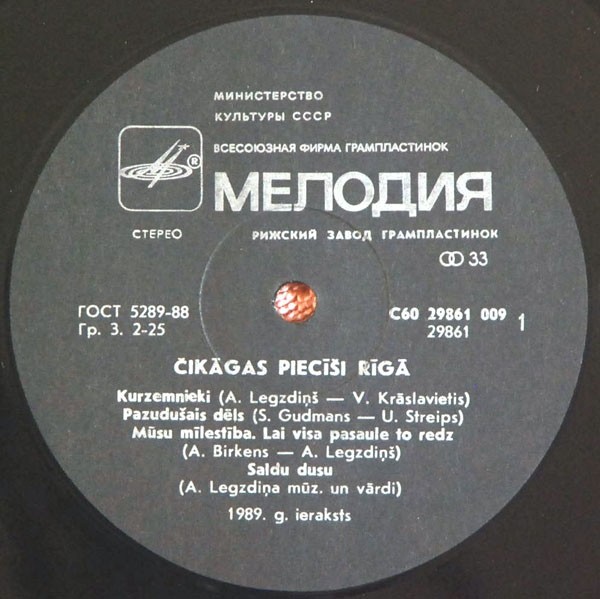 МИНИСТЕРСТВО
КУЛЬТУРЫ СССР
ВСЕСОЮЗНАЯ ФИРМА ГРАМПЛАСТИНОК
®
МЕЛОДИЯ
СТЕРЕО
РИЖСКИЙ ЗАВОД ГРАМПЛАСТИНОК
33
ГОСТ 5289-88
С60 29861 009
Гр. 3. 2-25
29861
1
ČIKĀGAS PIECĪŠI RĪGĀ
Kurzemnieki (A. Legzdiņš — V. Krāslavietis)
Pazudušais dēls (S. Gudmans — U. Streips)
Mūsu mīlestība. Lai visa pasaule to redz
(A. Birkens — A. Legzdiņš)
Saldu dusu
(A. Legzdiņa mūz. un vārdi)
1989. g. ieraksts